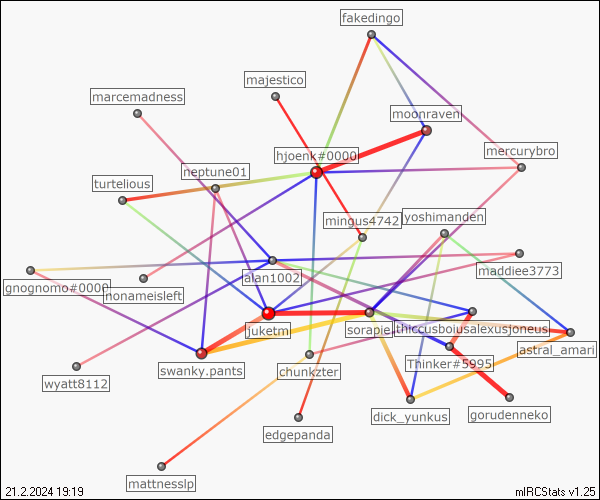 fakedingo
majestico
marcemadness
moonraven
hjoenk#0000
mercurybro
neptune01
turtelious
mingus4742
yoshimanden
maddiee3773
alan1002
gnognomo#0000
nonameisleft
juketm
sorapie
thiccusboiusalexusjoneus
astral_amari
swanky.pants
chunkzter
Thinker#5995
wyatt8112
dick_yunkus
gorudenneko
edgepanda
mattnesslp
21.2.2024 19:19
mIRCStats v1.25